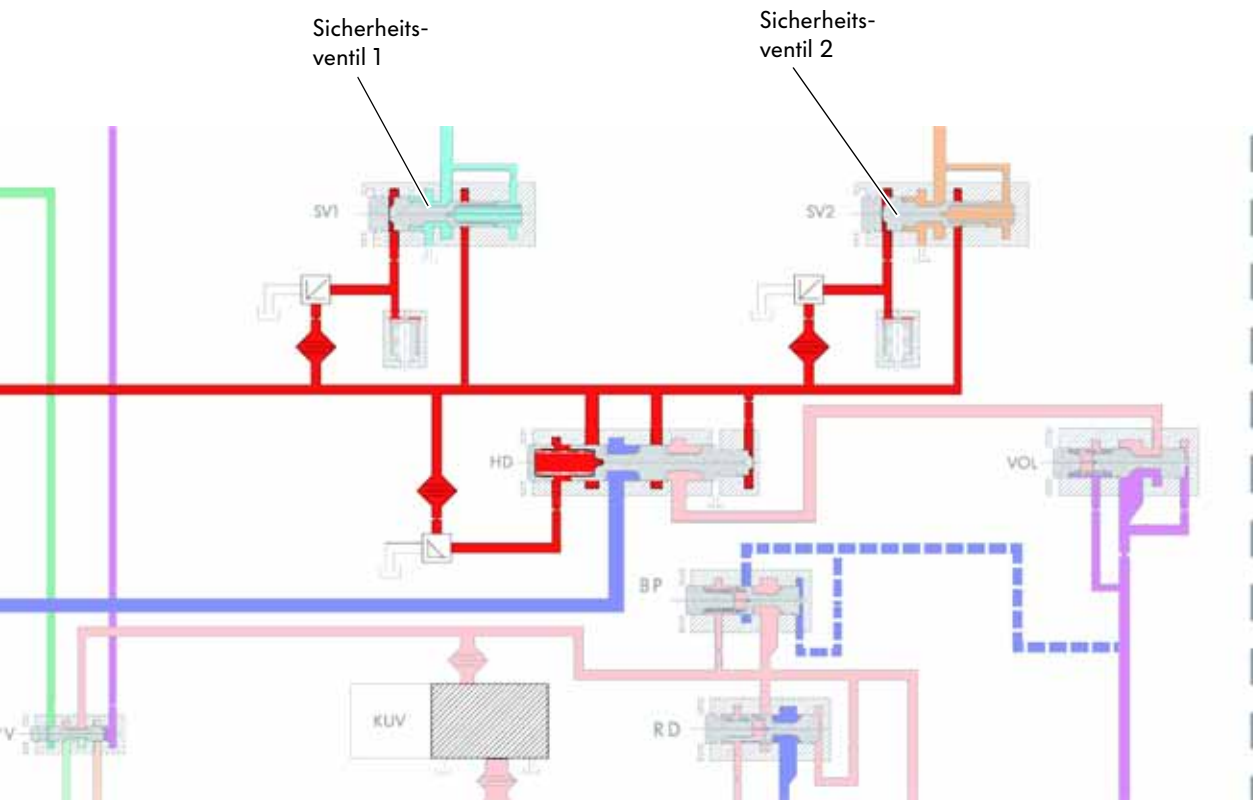 Sicherheits-
ventil 1
Sicherheits-
ventil 2
SV1
SV2
HD
VOL
BP
KUV
RD